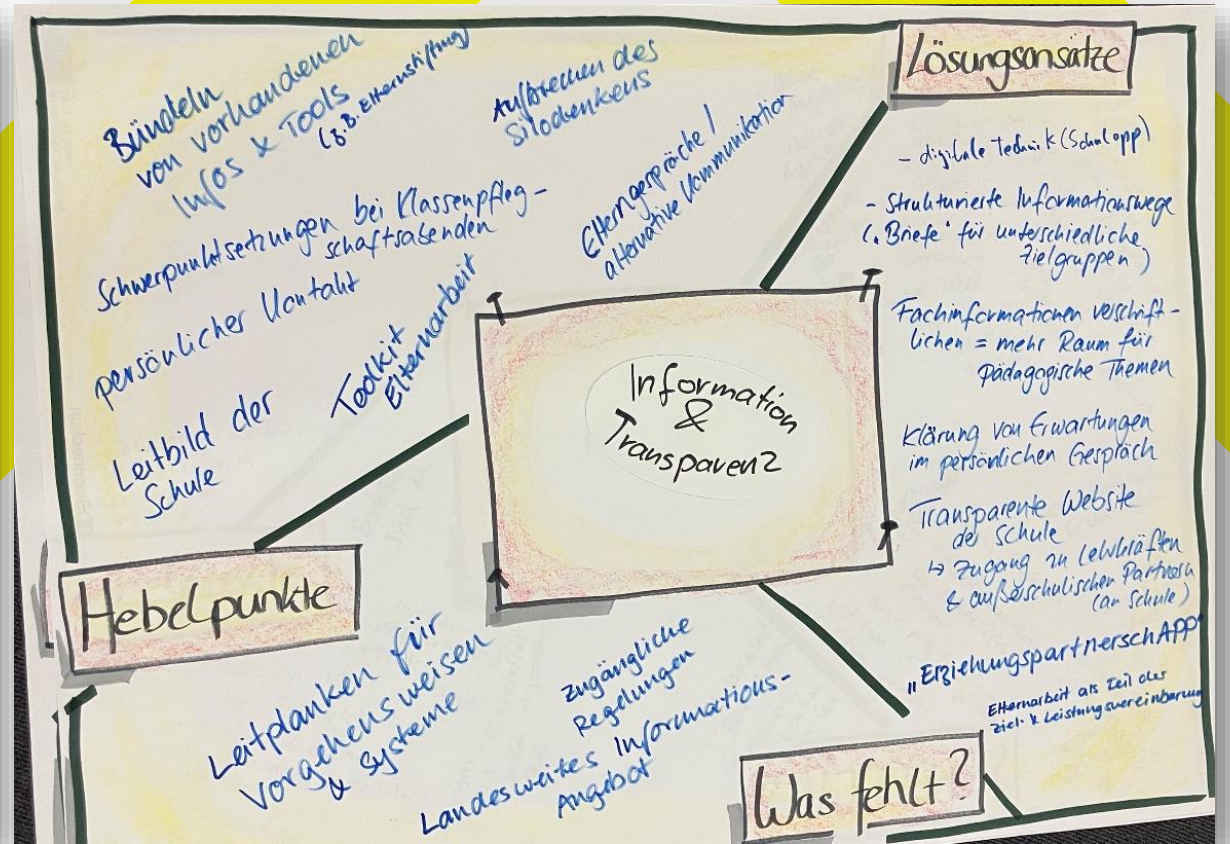 Lösungsansätze
Bündeln
von vorhandenen
Infos & Tools
(z.B. Elternstiftung)
Aufbrechen des
Silodenkens
Elterngespräche /
alternative Kommunikation
Schwerpunktsetzungen bei Klassenpfleg-
schaftsabenden
persönlicher Kontakt
Toolkit
Elternarbeit
Leitbild der
Schule
- digitale Technik (Schulapp)
- Strukturierte Informationswege
(„Briefe" für unterschiedliche
Zielgruppen)
Fachinformationen verschrift-
lichen = mehr Raum für
Pädagogische Themen
Klärung von Erwartungen
im persönlichen Gespräch
Transparente Website
der Schule
↳ Zugang zu Lehrkräften
& außerschulischen Partnern
(an Schule)
„ErziehungspartnerschAPP"
Elternarbeit als Teil der
Ziel- & Leistungsvereinbarung
Information
&
Transparenz
Hebelpunkte
Leitplanken für
Vorgehensweisen
& Systeme
zugängliche
Regelungen
Landesweites Informations-
Angebot
Was fehlt?